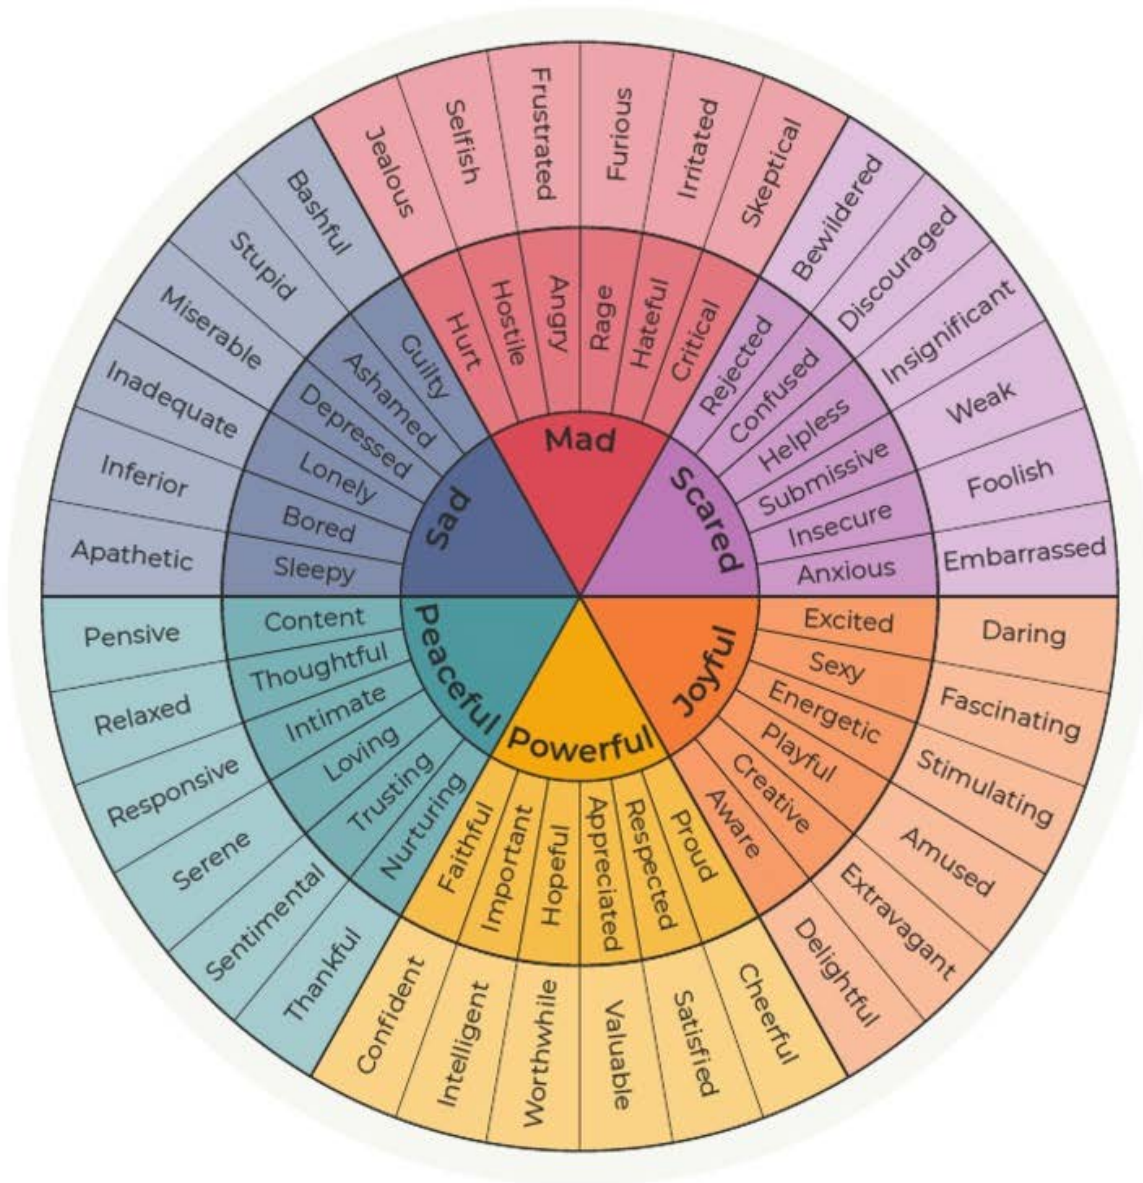 Mad
Scared
Joyful
Powerful
Peaceful
Sad
Hurt
Hostile
Angry
Rage
Hateful
Critical
Rejected
Confused
Helpless
Submissive
Insecure
Anxious
Excited
Sexy
Energetic
Playful
Creative
Aware
Proud
Respected
Appreciated
Hopeful
Important
Faithful
Nurturing
Trusting
Loving
Intimate
Thoughtful
Content
Sleepy
Bored
Lonely
Depressed
Ashamed
Guilty
Jealous
Selfish
Frustrated
Furious
Irritated
Skeptical
Bewildered
Discouraged
Insignificant
Weak
Foolish
Embarrassed
Daring
Fascinating
Stimulating
Amused
Extravagant
Delightful
Cheerful
Satisfied
Valuable
Worthwhile
Intelligent
Confident
Thankful
Sentimental
Serene
Responsive
Relaxed
Pensive
Apathetic
Inferior
Inadequate
Miserable
Stupid
Bashful